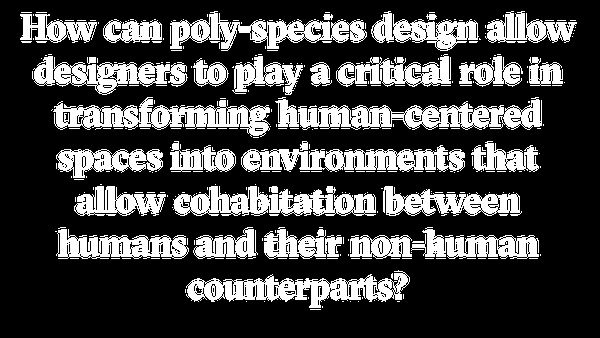 How can poly-species design allow
designers to play a critical role in
transforming human-centered
spaces into environments that
allow cohabitation between
humans and their non-human
counterparts?